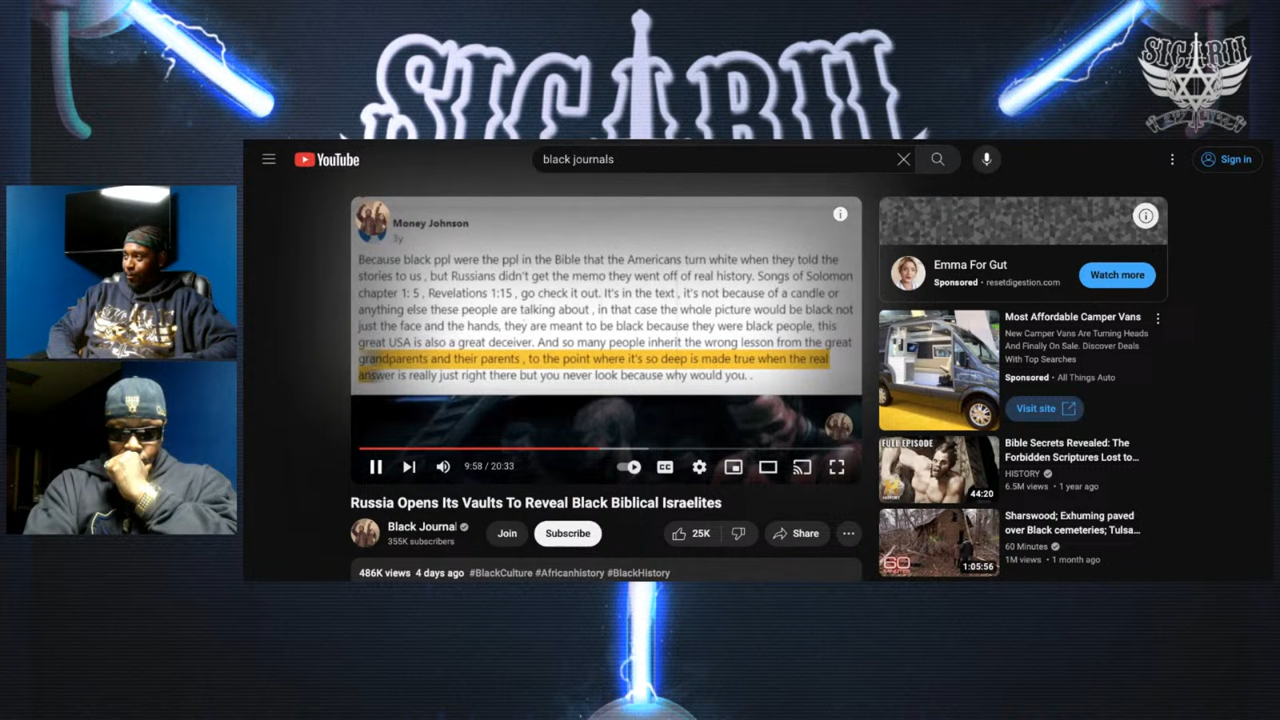 SICARII
SICARII
YouTube
black journals
Sign in
Money Johnson
3y
Because black ppl were the ppl in the Bible that the Americans turn white when they told the
stories to us , but Russians didn't get the memo they went off of real history. Songs of Solomon
chapter 1: 5 , Revelations 1:15 , go check it out. It's in the text , it's not because of a candle or
anything else these people are talking about , in that case the whole picture would be black not
just the face and the hands, they are meant to be black because they were black people, this
great USA is also a great deceiver. And so many people inherit the wrong lesson from the great
grandparents and their parents , to the point where it's so deep is made true when the real
answer is really just right there but you never look because why would you. .
9:58 / 20:33
CC
Russia Opens Its Vaults To Reveal Black Biblical Israelites
Black Journal
355K subscribers
Join
Subscribe
25K
Share
486K views 4 days ago #BlackCulture #Africanhistory #BlackHistory
Emma For Gut
Sponsored · resetdigestion.com
Watch more
Most Affordable Camper Vans
New Camper Vans Are Turning Heads
And Finally On Sale. Discover Deals
With Top Searches
Sponsored · All Things Auto
Visit site
FULL EPISODE
44:20
Bible Secrets Revealed: The
Forbidden Scriptures Lost to...
HISTORY
6.5M views · 1 year ago
60
1:05:56
Sharswood; Exhuming paved
over Black cemeteries; Tulsa...
60 Minutes
1M views · 1 month ago